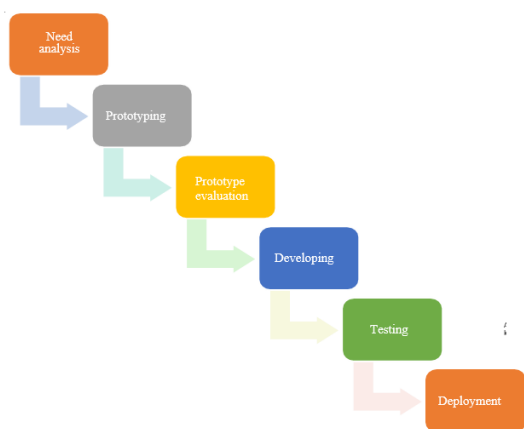 Need
analysis
Prototyping
Prototype
evaluation
Developing
Testing
Deployment